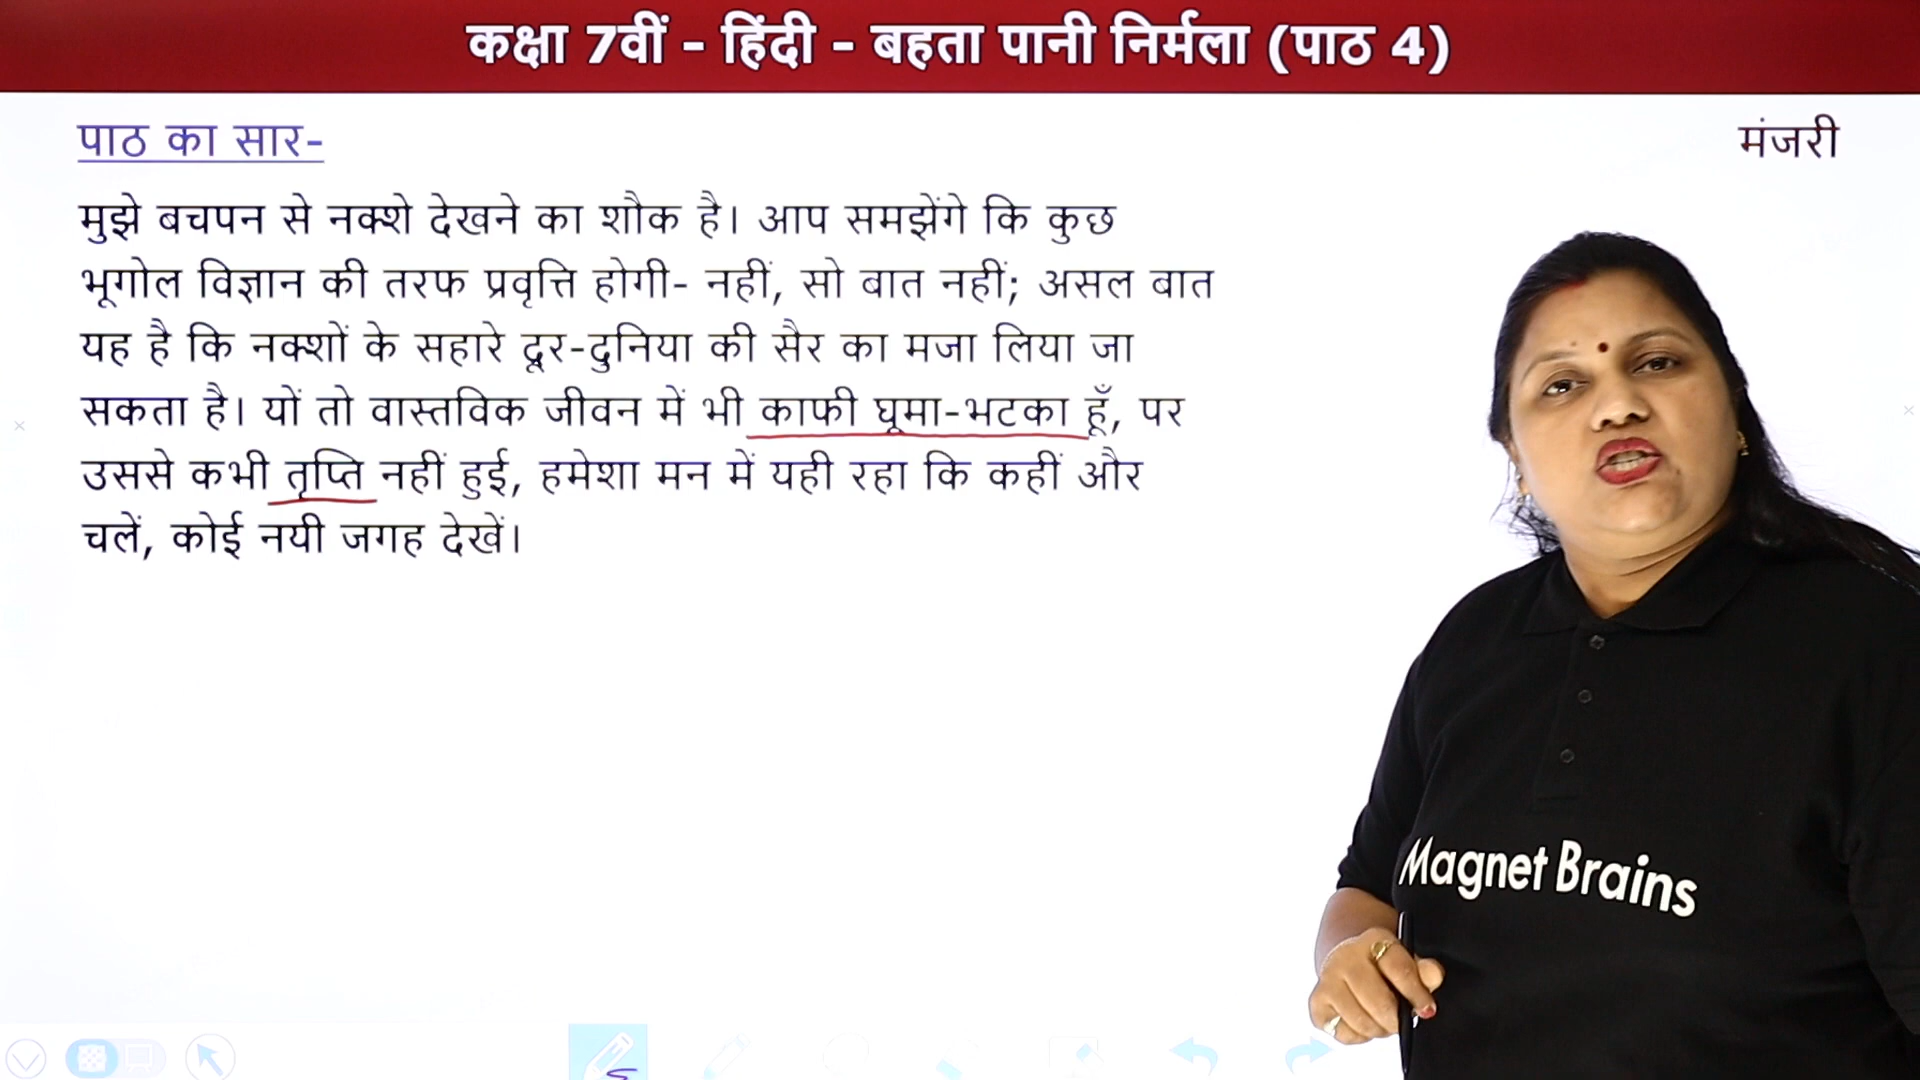 कक्षा 7वीं - हिंदी - बहता पानी निर्मला (पाठ 4)
पाठ का सार-
मंजरी
मुझे बचपन से नक्शे देखने का शौक है। आप समझेंगे कि कुछ
भूगोल विज्ञान की तरफ प्रवृत्ति होगी- नहीं, सो बात नहीं; असल बात
यह है कि नक्शों के सहारे दूर-दुनिया की सैर का मजा लिया जा
सकता है। यों तो वास्तविक जीवन में भी काफी घूमा-भटका हूँ, पर
उससे कभी तृप्ति नहीं हुई, हमेशा मन में यही रहा कि कहीं और
चलें, कोई नयी जगह देखें।
Magnet Brains